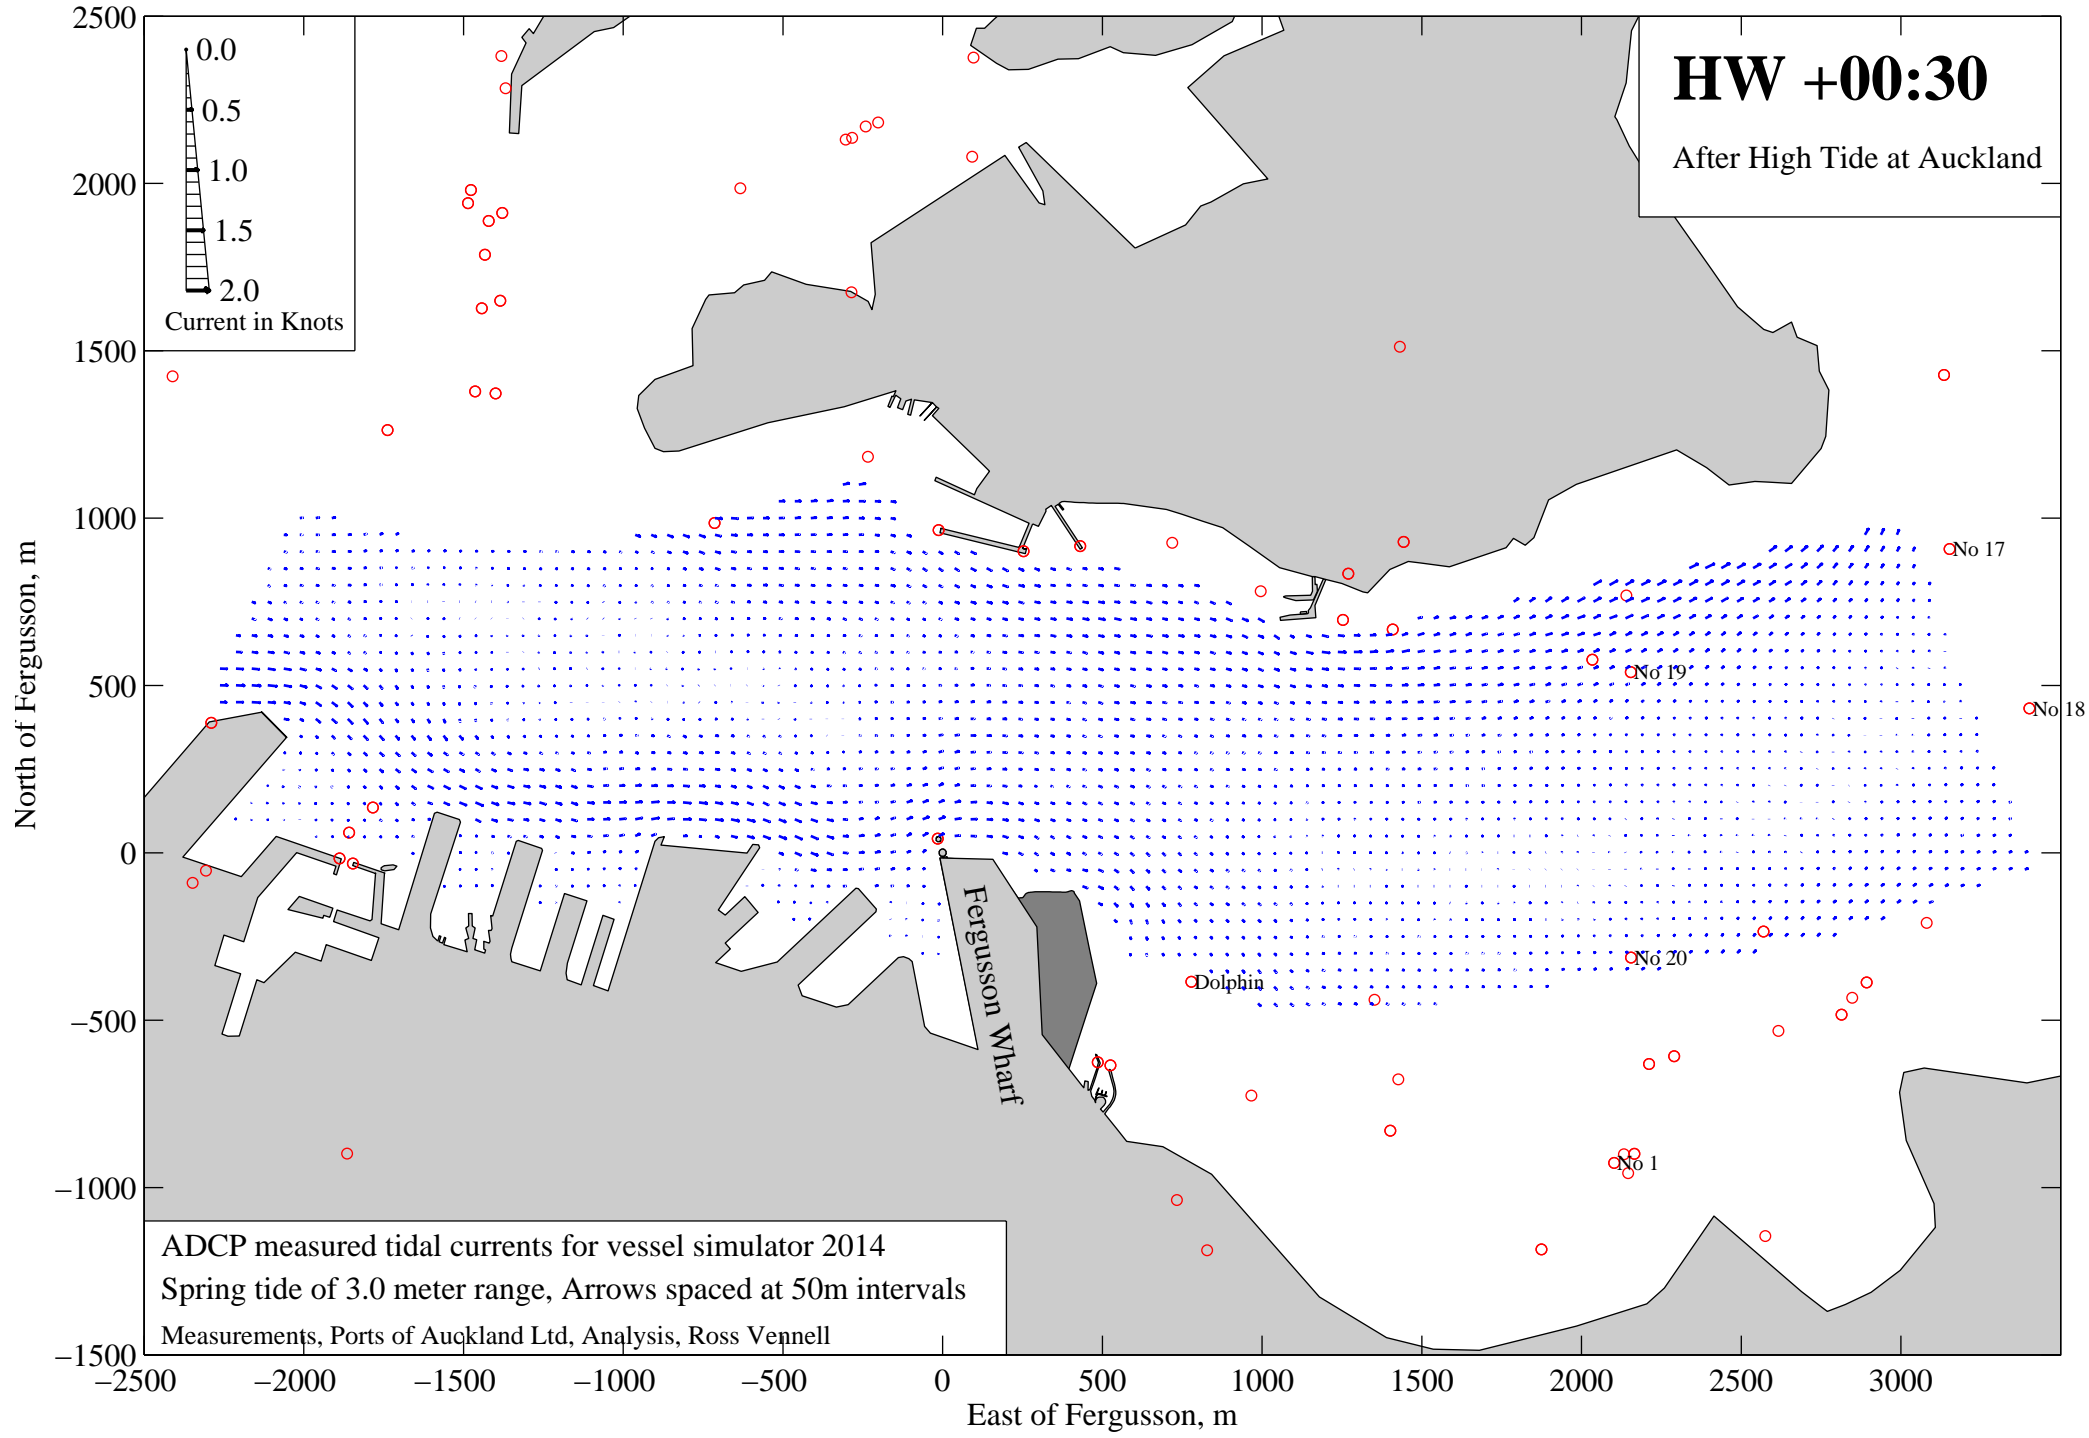 HW +00:30
After High Tide at Auckland
0.0
0.5
1.0
1.5
2.0
Current in Knots
2500
2000
1500
1000
500
0
−500
−1000
−1500
North of Fergusson, m
No 17
No 19
No 18
No 20
Dolphin
No 1
Fergusson Wharf
ADCP measured tidal currents for vessel simulator 2014
Spring tide of 3.0 meter range, Arrows spaced at 50m intervals
Measurements, Ports of Auckland Ltd, Analysis, Ross Vennell
−2500 −2000 −1500 −1000 −500 0 500 1000 1500 2000 2500 3000
East of Fergusson, m